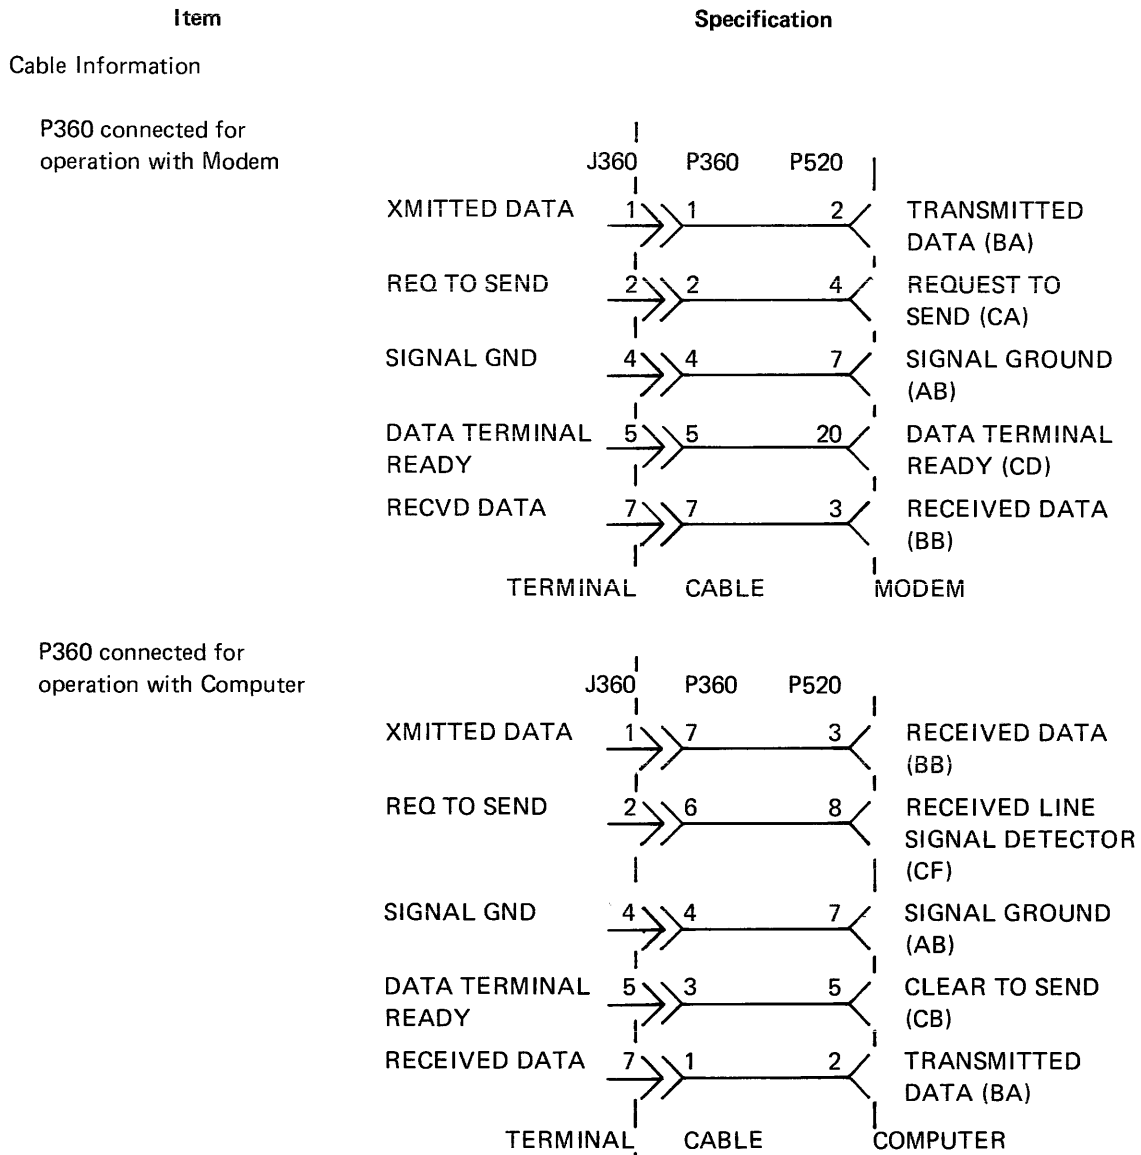 Item Specification
Cable Information
P360 connected for
operation with Modem
J360 P360 P520
XMITTED DATA 1 1 2 TRANSMITTED
DATA (BA)
REQ TO SEND 2 2 4 REQUEST TO
SEND (CA)
SIGNAL GND 4 4 7 SIGNAL GROUND
(AB)
DATA TERMINAL 5 5 20 DATA TERMINAL
READY READY (CD)
RECVD DATA 7 7 3 RECEIVED DATA
(BB)
TERMINAL CABLE MODEM
P360 connected for
operation with Computer
J360 P360 P520
XMITTED DATA 1 7 3 RECEIVED DATA
(BB)
REQ TO SEND 2 6 8 RECEIVED LINE
SIGNAL DETECTOR
(CF)
SIGNAL GND 4 4 7 SIGNAL GROUND
(AB)
DATA TERMINAL 5 3 5 CLEAR TO SEND
READY (CB)
RECEIVED DATA 7 1 2 TRANSMITTED
DATA (BA)
TERMINAL CABLE COMPUTER